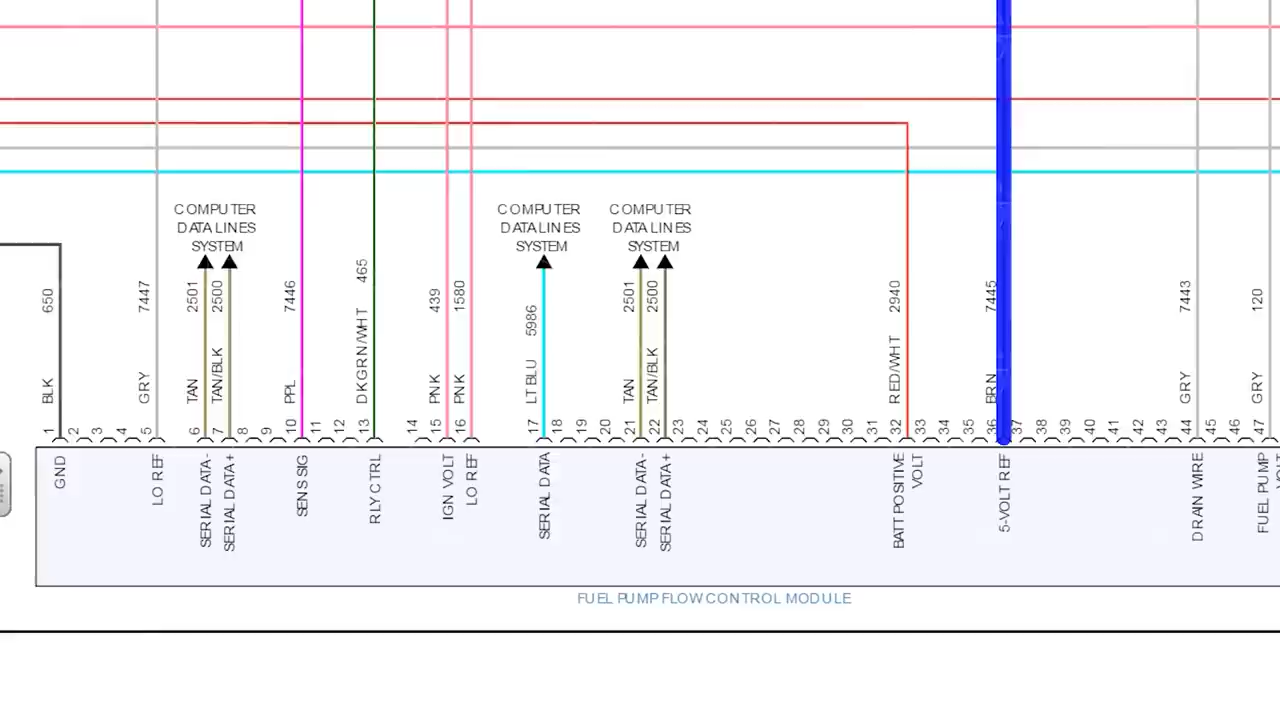 COMPUTER
DATA LINES
SYSTEM
COMPUTER
DATA LINES
SYSTEM
COMPUTER
DATA LINES
SYSTEM
650
7447
2501
2500
7446
465
439
1580
5986
2501
2500
2940
7445
7443
120
BLK
GRY
TAN
TAN/BLK
PPL
DKGRN/WHT
PNK
PNK
LT BLU
TAN
TAN/BLK
RED/WHT
BRN
GRY
GRY
1 2 3 4 5 6 7 8 9 10 11 12 13 14 15 16 17 18 19 20 21 22 23 24 25 26 27 28 29 30 31 32 33 34 35 36 37 38 39 40 41 42 43 44 45 46 47
GND
LO REF
SERIAL DATA-
SERIAL DATA+
SENS SIG
RLY CTRL
IGN VOLT
LO REF
SERIAL DATA
SERIAL DATA-
SERIAL DATA+
BATT POSITIVE
VOLT
5-VOLT REF
DRAIN WIRE
FUEL PUMP
VOLT
FUEL PUMP FLOW CONTROL MODULE